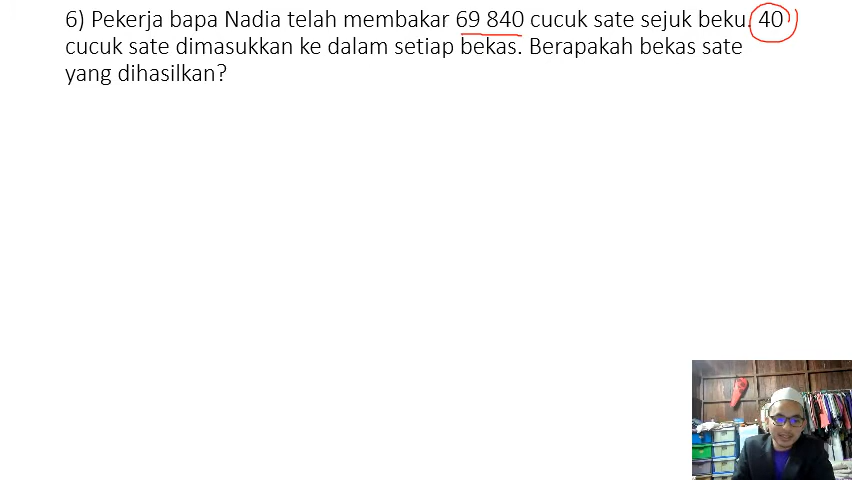 6) Pekerja bapa Nadia telah membakar 69 840 cucuk sate sejuk beku. 40
cucuk sate dimasukkan ke dalam setiap bekas. Berapakah bekas sate
yang dihasilkan?